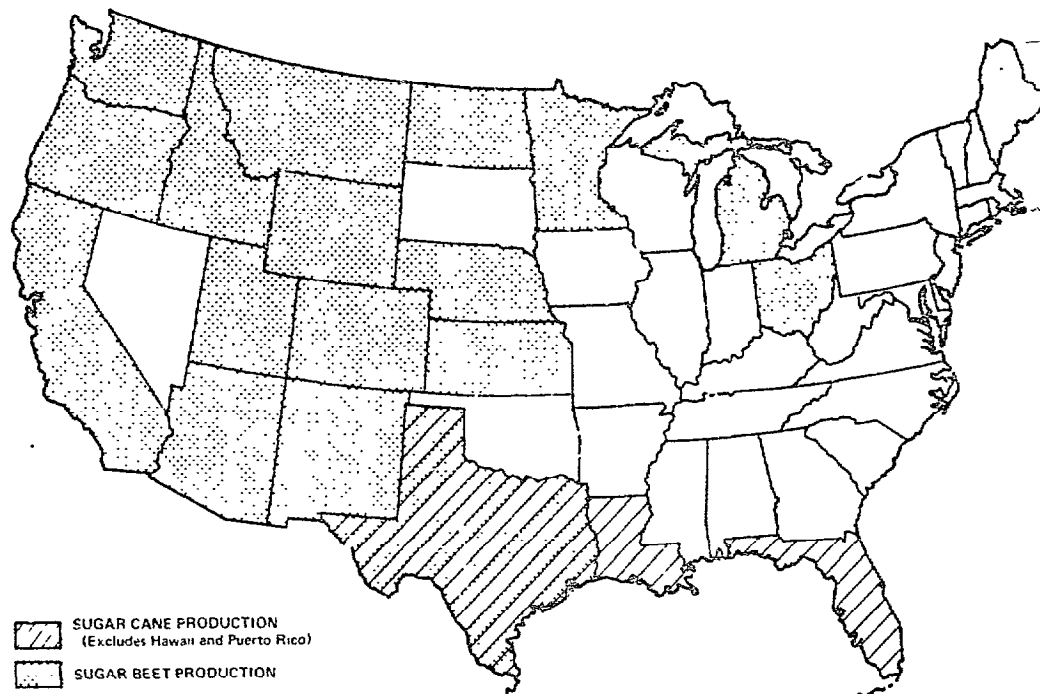 SUGAR CANE PRODUCTION
(Excludes Hawaii and Puerto Rico)
SUGAR BEET PRODUCTION